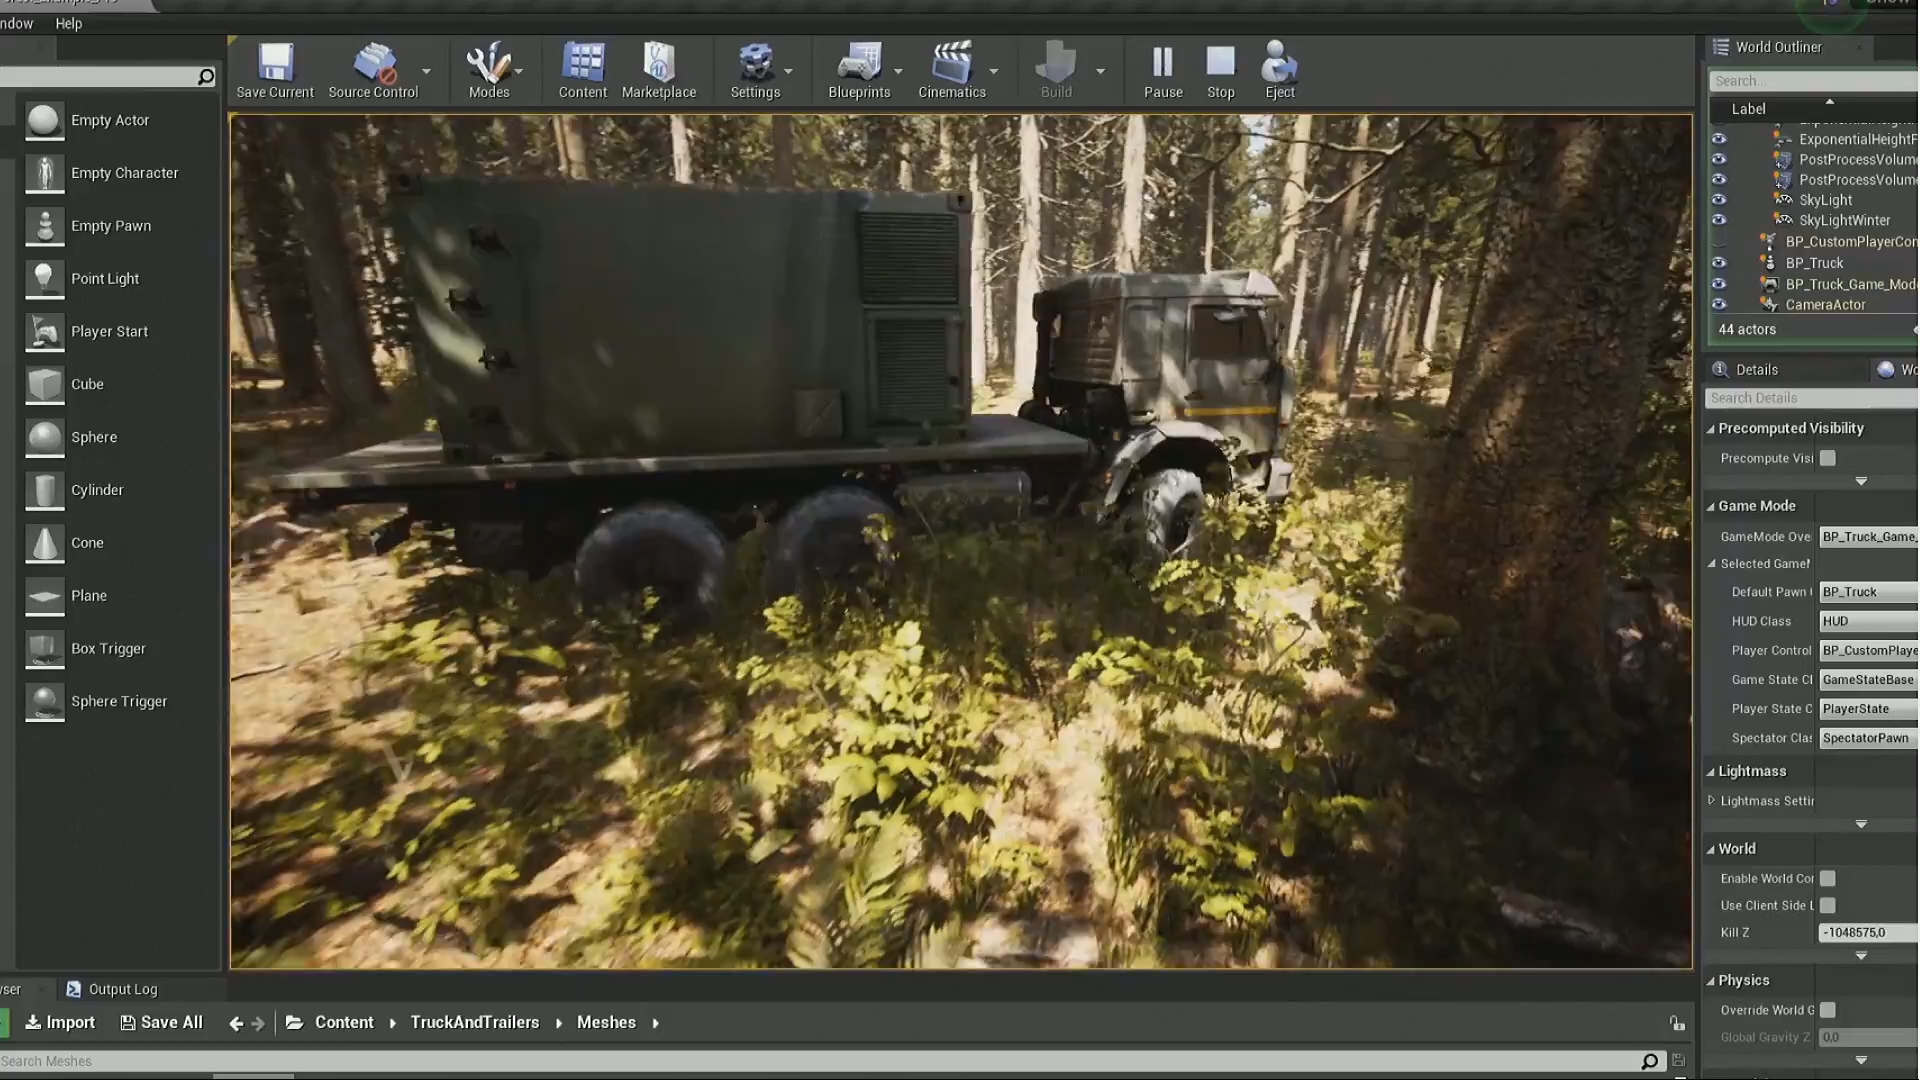 Help
Save Current
Source Control
Modes
Content
Marketplace
Settings
Blueprints
Cinematics
Build
Pause
Stop
Eject
Empty Actor
Empty Character
Empty Pawn
Point Light
Player Start
Cube
Sphere
Cylinder
Cone
Plane
Box Trigger
Sphere Trigger
World Outliner
Search...
Label
ExponentialHeightF
PostProcessVolume
PostProcessVolume
SkyLight
SkyLightWinter
BP_CustomPlayerCon
BP_Truck
BP_Truck_Game_Mod
CameraActor
44 actors
Details
Wo
Search Details
Precomputed Visibility
Precompute Visi
Game Mode
GameMode Ove BP_Truck_Game_
Selected GameM
Default Pawn BP_Truck
HUD Class HUD
Player Control BP_CustomPlaye
Game State Cl GameStateBase
Player State C PlayerState
Spectator Clas SpectatorPawn
Lightmass
Lightmass Settin
World
Enable World Cor
Use Client Side L
Kill Z -1048575,0
Physics
Override World G
Global Gravity Z 0,0
Output Log
Import
Save All
Content
TruckAndTrailers
Meshes
Search Meshes